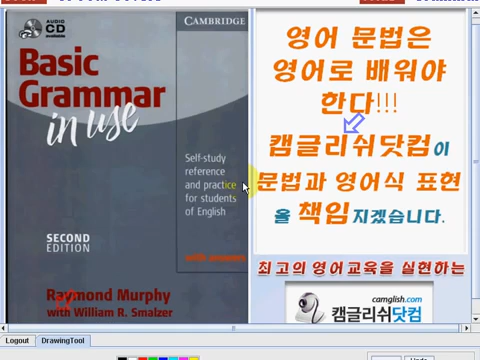 AUDIO
CD
available
CAMBRIDGE
Basic
Grammar
in use
Self-study
reference
and practice
for students
of English
SECOND
EDITION
with answers
Raymond Murphy
with William R. Smalzer
영어 문법은
영어로 배워야
한다!!!
캠글리쉬닷컴이
문법과 영어식 표현
을 책임지겠습니다.
최고의 영어교육을 실현하는
camglish.com
캠글리쉬닷컴
Logout
DrawingTool